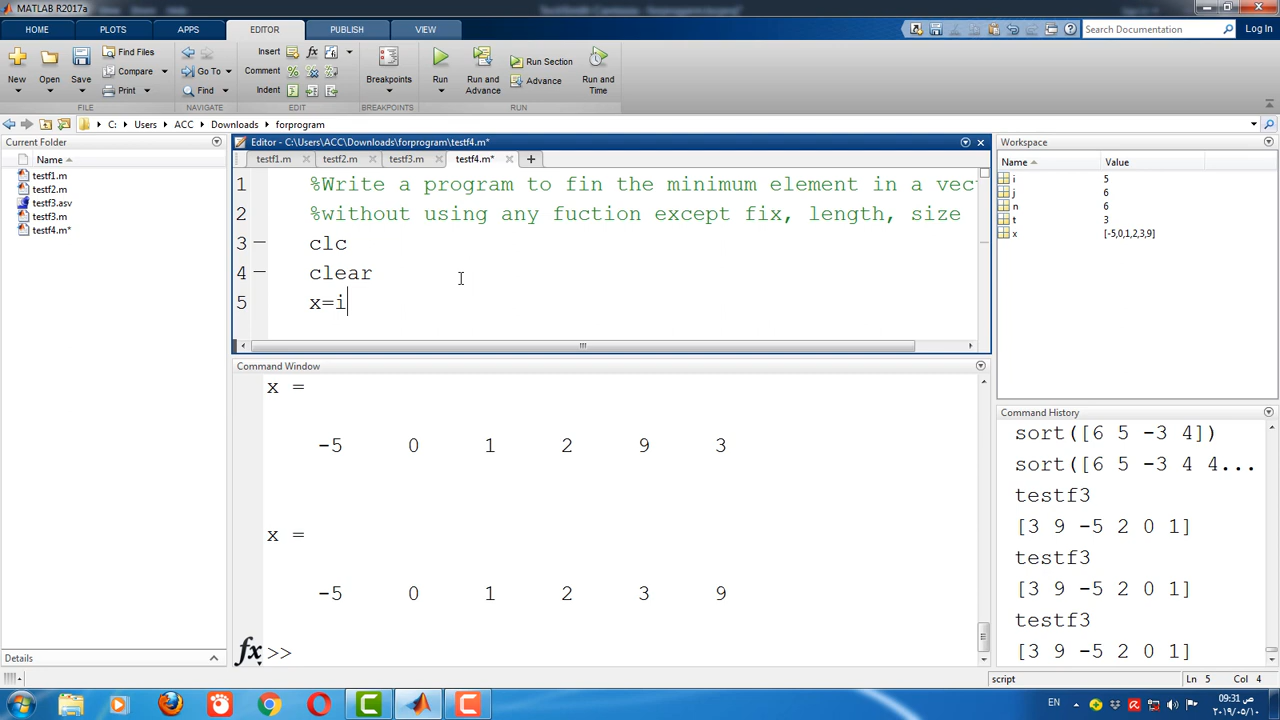 MATLAB R2017a
HOME PLOTS APPS EDITOR PUBLISH VIEW
Search Documentation Log In
New Open Save Find Files Compare Print
Go To Find
Insert Comment Indent
Breakpoints
Run Run and Advance Run Section Advance Run and Time
FILE NAVIGATE EDIT BREAKPOINTS RUN
C: Users ACC Downloads forprogram
Current Folder
Name
testf1.m
testf2.m
testf3.asv
testf3.m
testf4.m*
Details
Editor - C:\Users\ACC\Downloads\forprogram\testf4.m*
testf1.m testf2.m testf3.m testf4.m*
1 %Write a program to fin the minimum element in a vec
2 %without using any fuction except fix, length, size
3 clc
4 clear
5 x=i
Command Window
x =
-5 0 1 2 9 3
x =
-5 0 1 2 3 9
fx >>
Workspace
Name Value
i 5
j 6
n 6
t 3
x [-5,0,1,2,3,9]
Command History
sort([6 5 -3 4])
sort([6 5 -3 4 4...
testf3
[3 9 -5 2 0 1]
testf3
[3 9 -5 2 0 1]
testf3
[3 9 -5 2 0 1]
script Ln 5 Col 4
EN 09:31 ص
٢٠١٩/٠٥/١٠